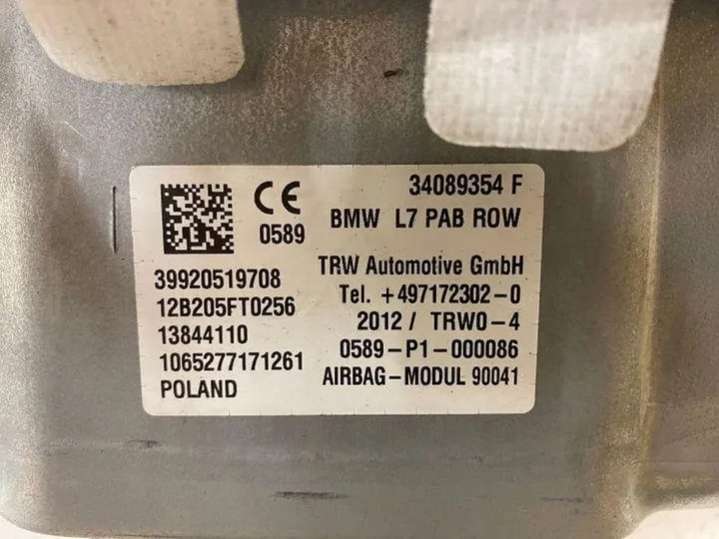 CE
0589
34089354 F
BMW L7 PAB ROW
39920519708
12B205FT0256
13844110
1065277171261
POLAND
TRW Automotive GmbH
Tel. +497172302-0
2012 / TRW0-4
0589-P1-000086
AIRBAG-MODUL 90041